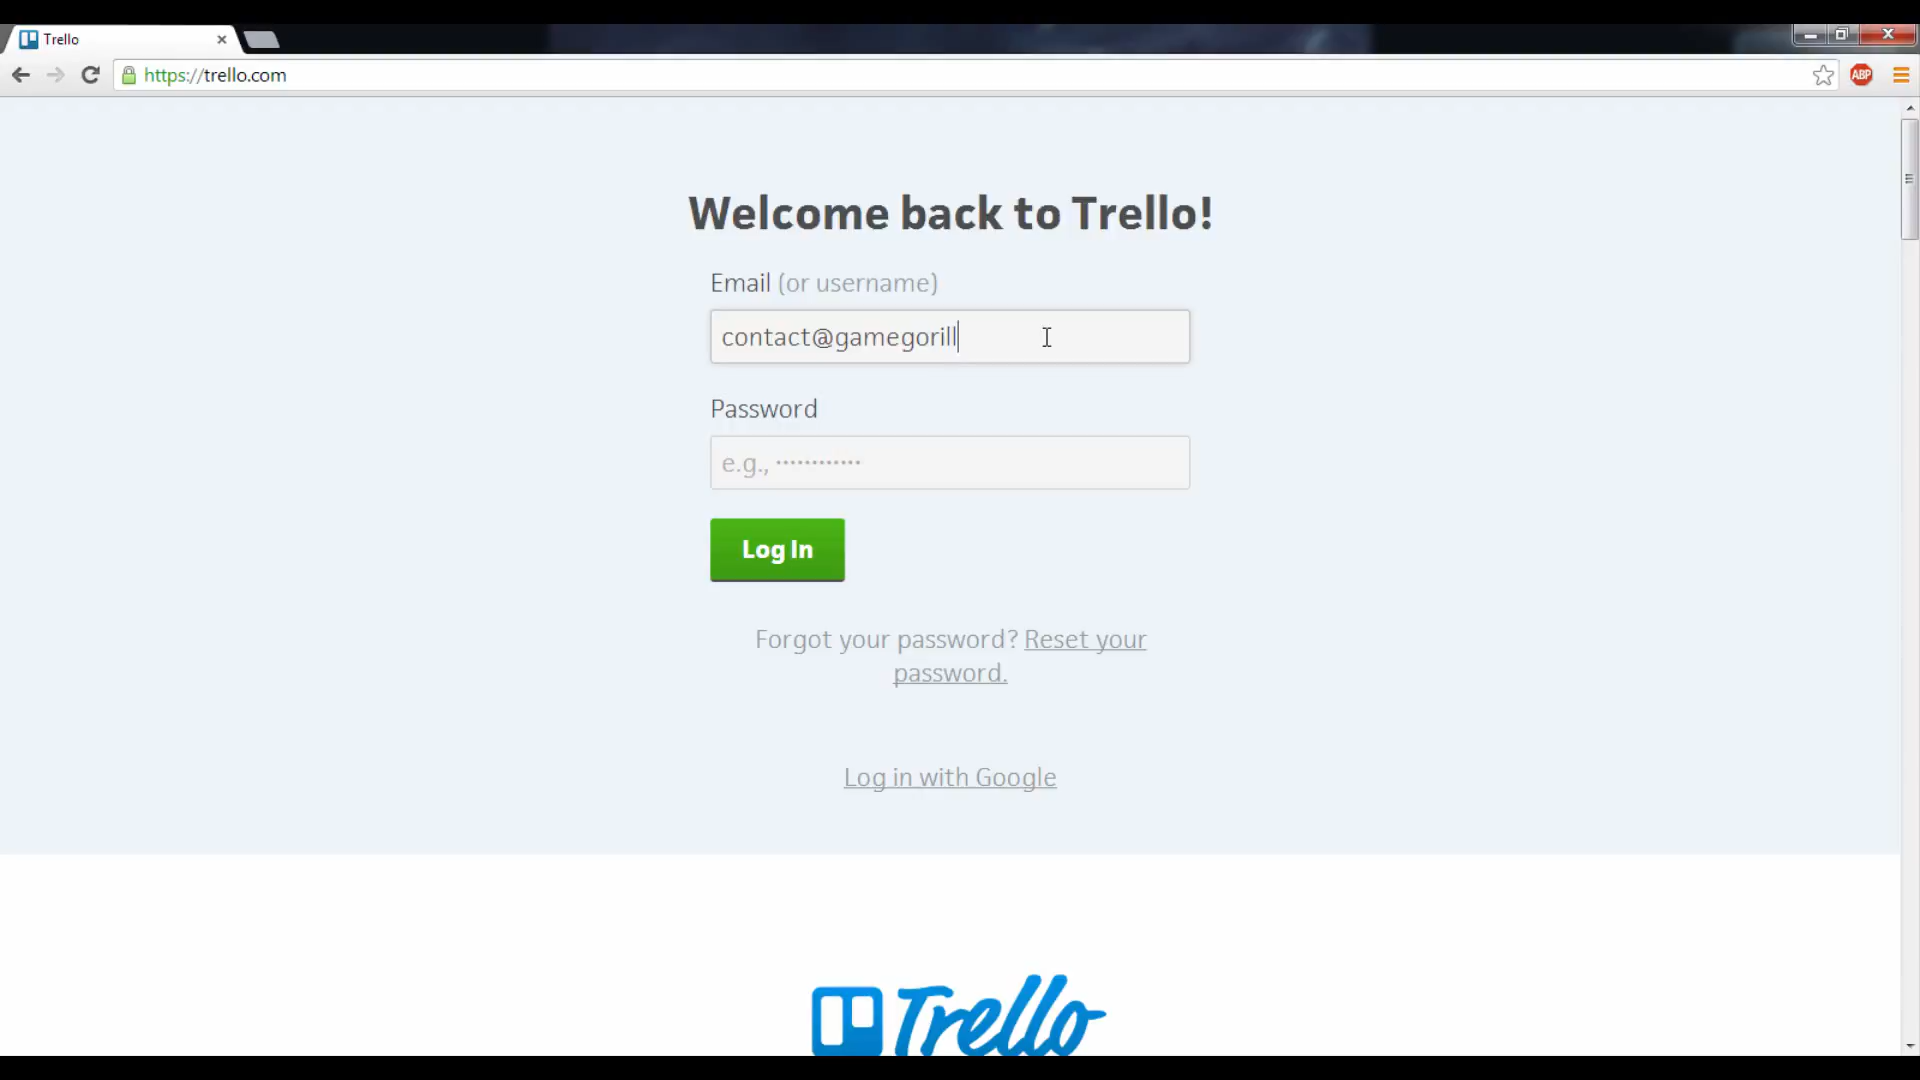 Trello
https://trello.com
ABP
Welcome back to Trello!
Email (or username)
contact@gamegorill
Password
e.g., ••••••••••••
Log In
Forgot your password? Reset your
password.
Log in with Google
Trello